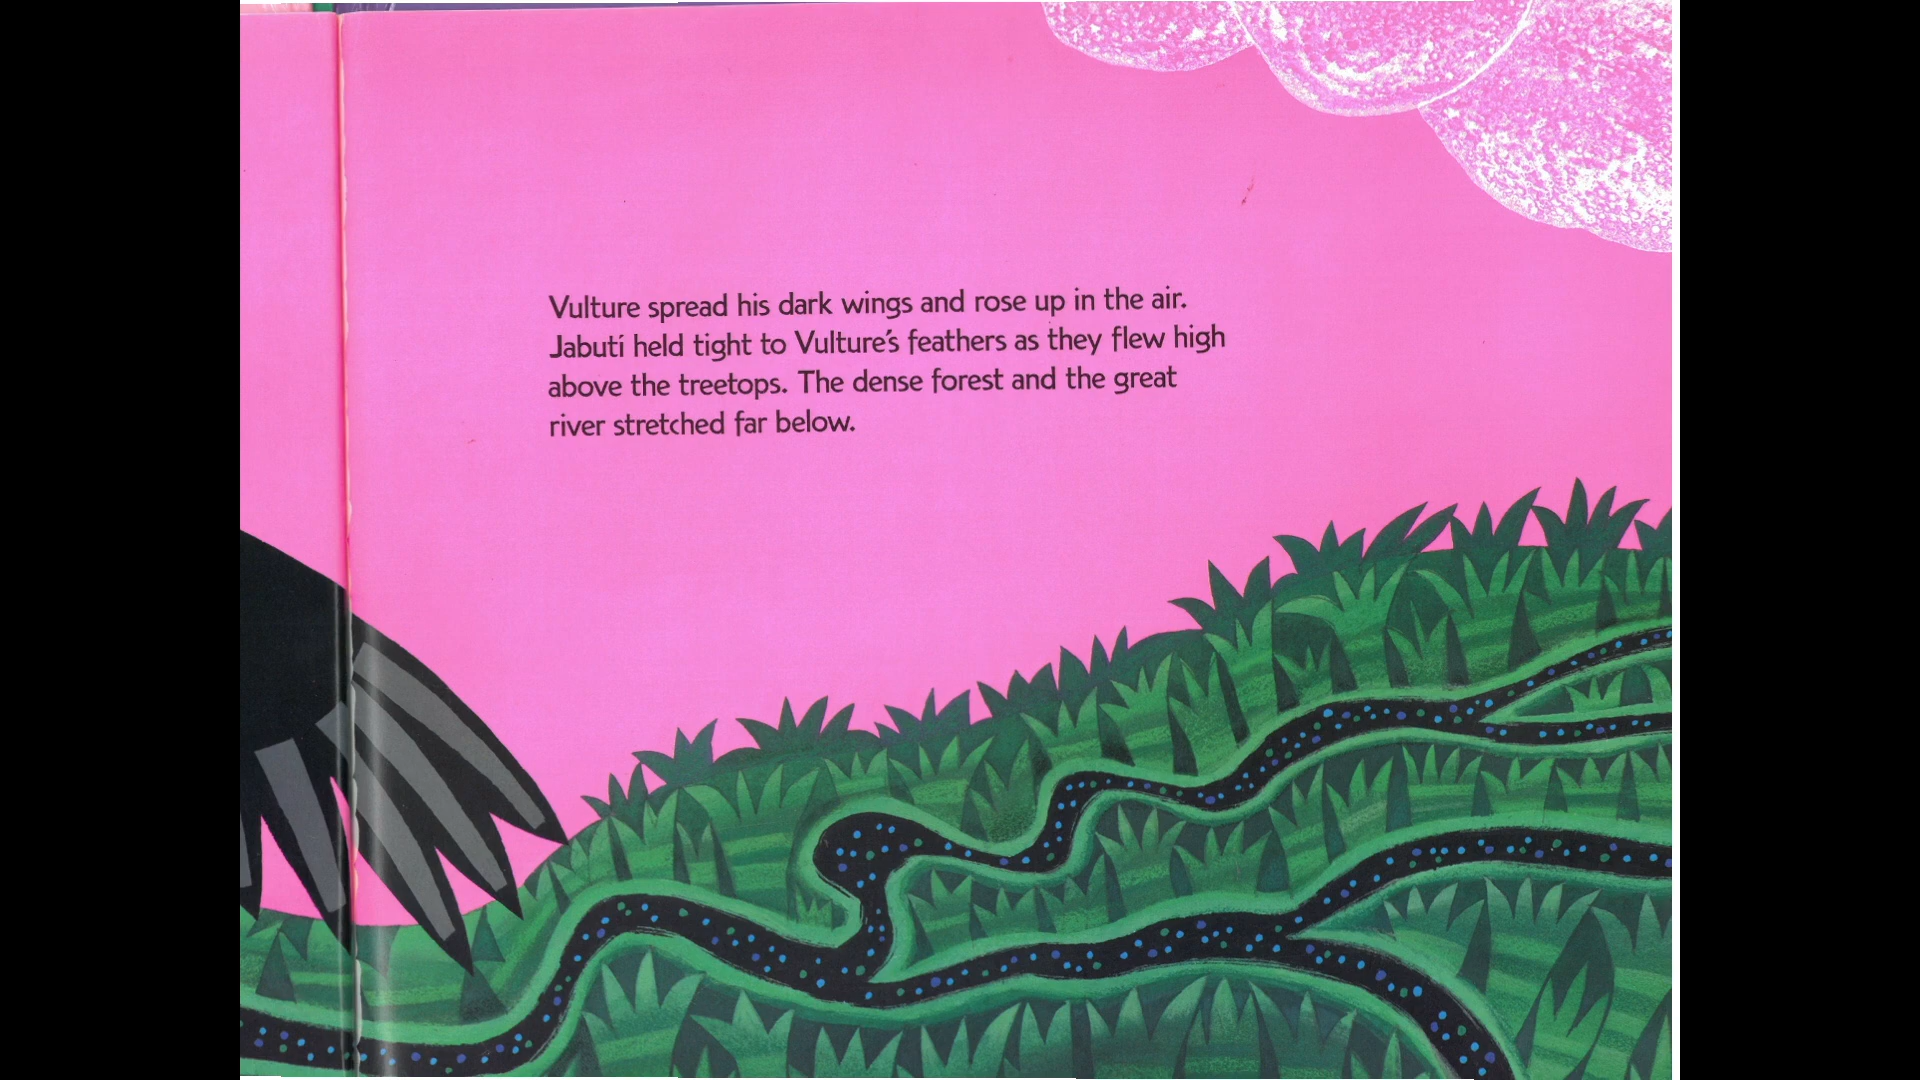 Vulture spread his dark wings and rose up in the air.
Jabutí held tight to Vulture's feathers as they flew high
above the treetops. The dense forest and the great
river stretched far below.